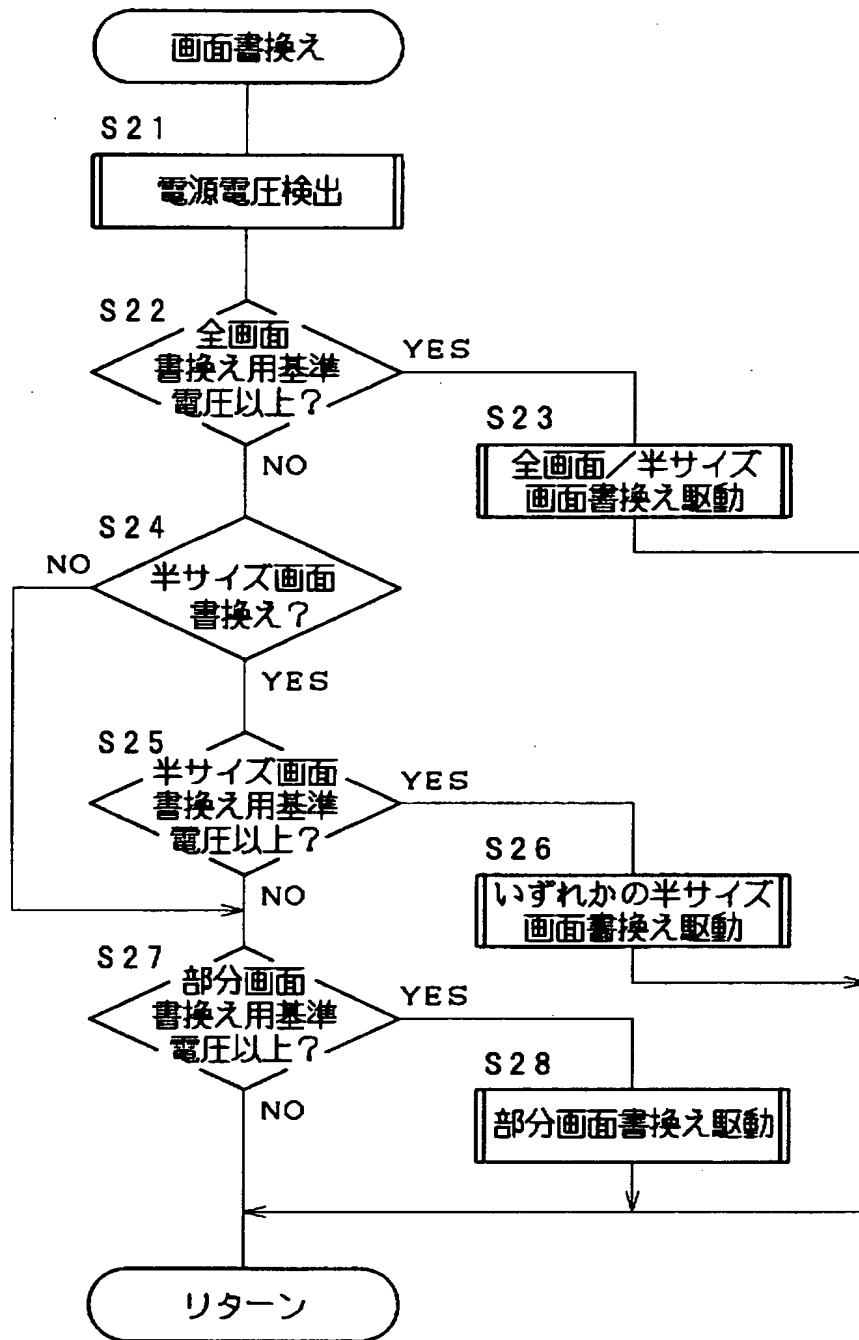 画面書換え
S21
電源電圧検出
S22
全画面
書換え用基準
電圧以上?
YES
NO
S23
全画面/半サイズ
画面書換え駆動
S24
NO
半サイズ画面
書換え?
YES
S25
半サイズ画面
書換え用基準
電圧以上?
YES
NO
S26
いずれかの半サイズ
画面書換え駆動
S27
部分画面
書換え用基準
電圧以上?
YES
NO
S28
部分画面書換え駆動
リターン